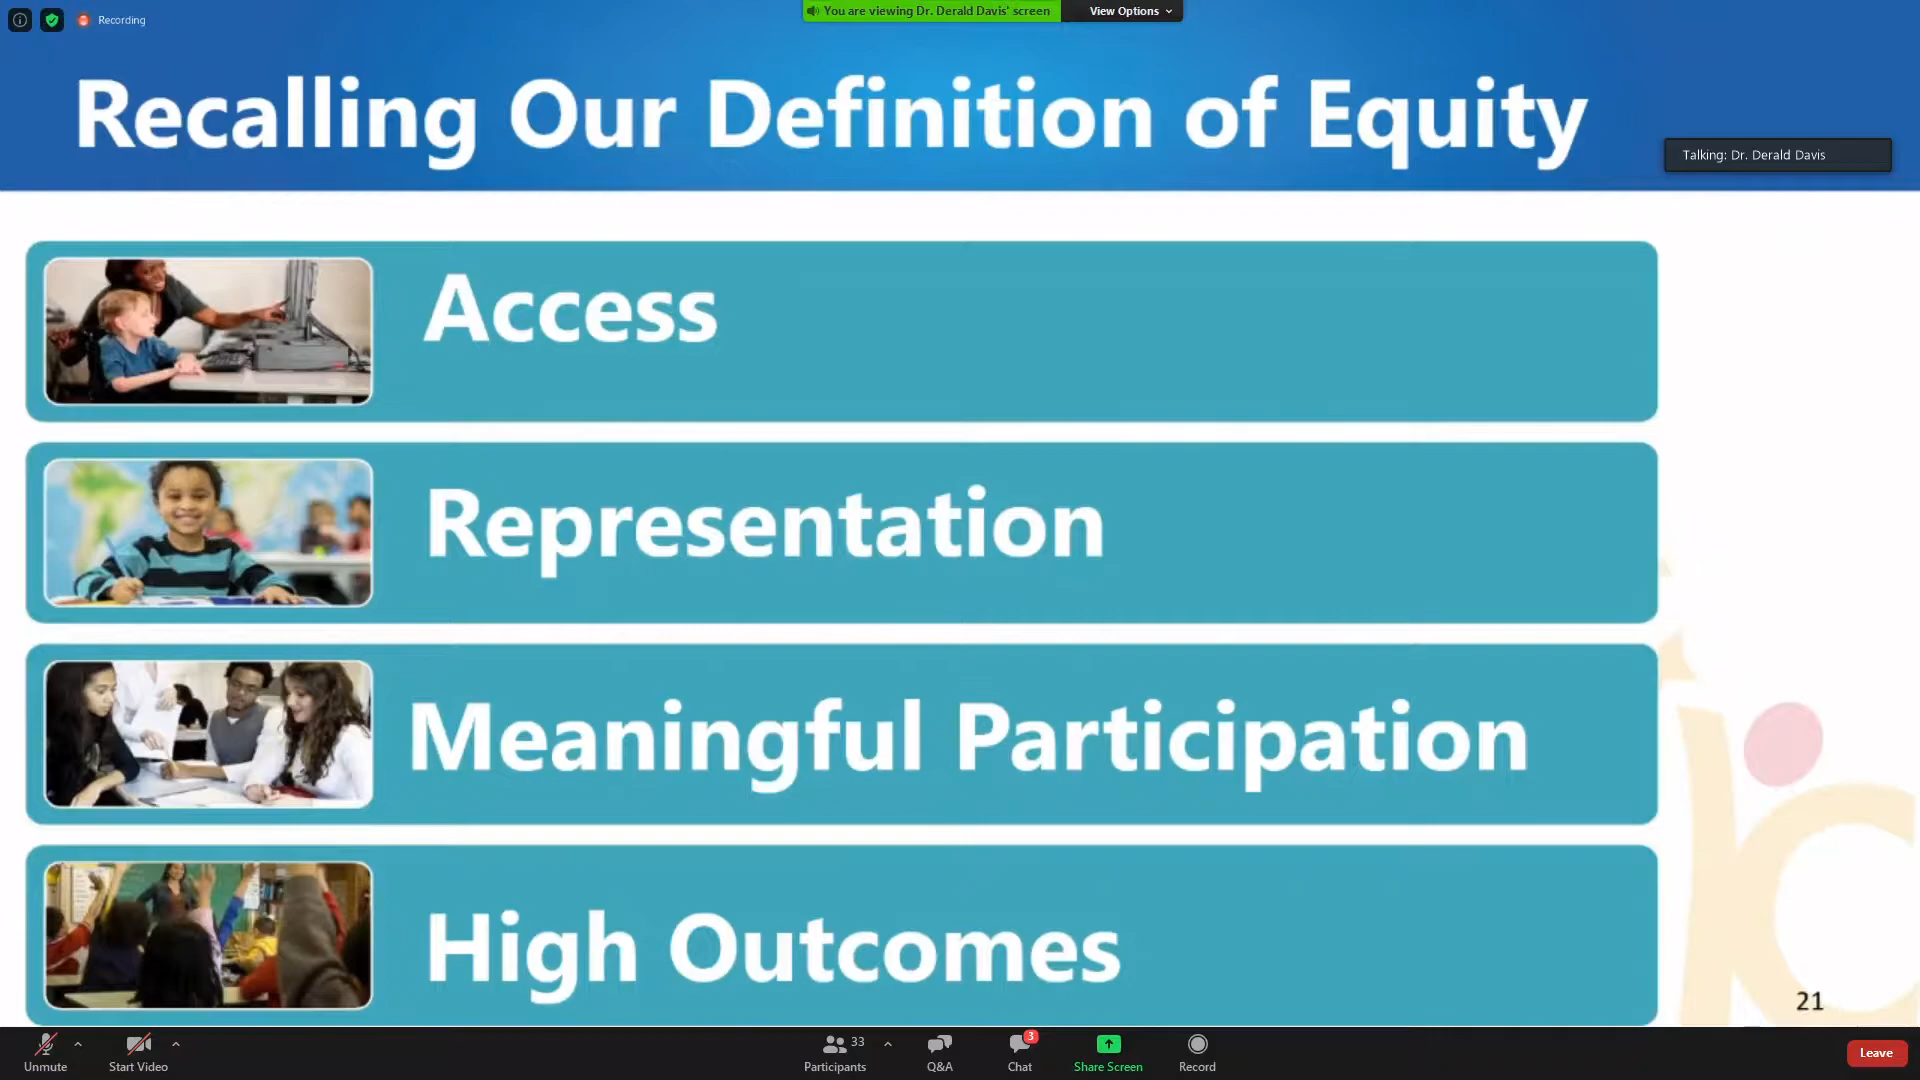 Recording
You are viewing Dr. Derald Davis' screen
View Options
Recalling Our Definition of Equity
Talking: Dr. Derald Davis
Access
Representation
Meaningful Participation
High Outcomes
21
Unmute
Start Video
33
Participants
Q&A
3
Chat
Share Screen
Record
Leave